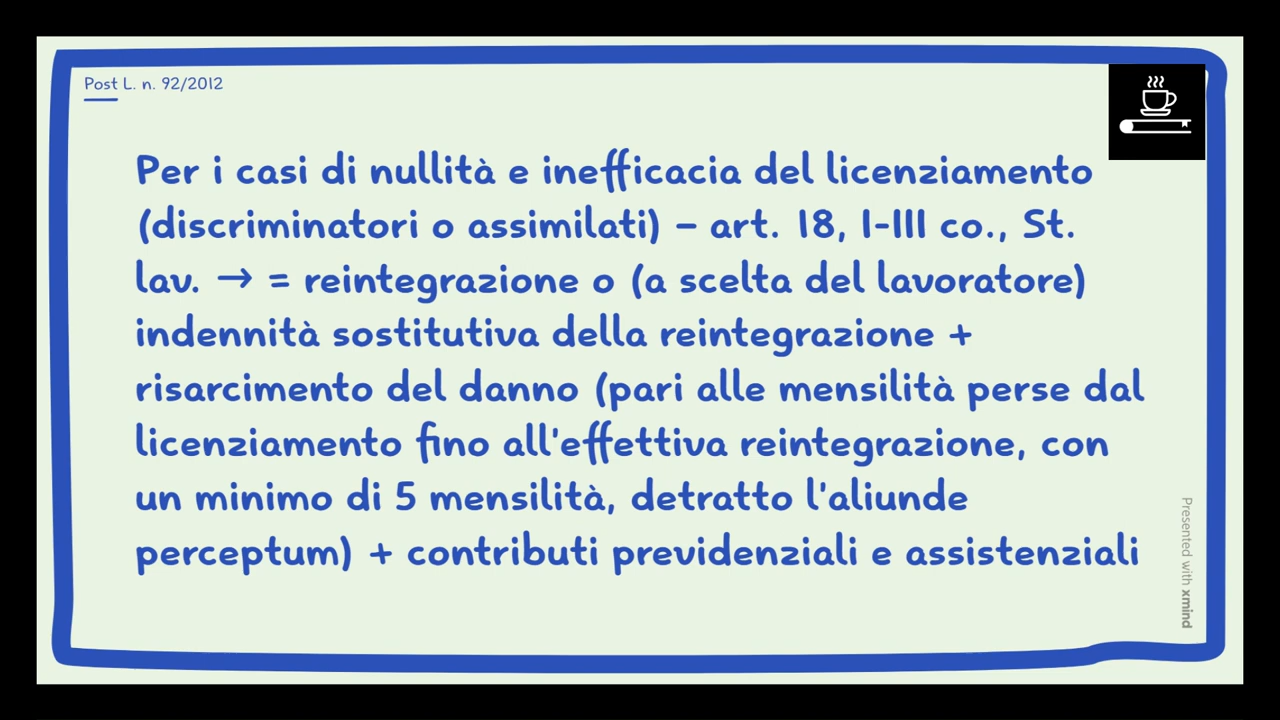 Post L. n. 92/2012
Per i casi di nullità e inefficacia del licenziamento
(discriminatori o assimilati) – art. 18, I-III co., St.
lav. → = reintegrazione o (a scelta del lavoratore)
indennità sostitutiva della reintegrazione +
risarcimento del danno (pari alle mensilità perse dal
licenziamento fino all'effettiva reintegrazione, con
un minimo di 5 mensilità, detratto l'aliunde
perceptum) + contributi previdenziali e assistenziali
Presented with xmind